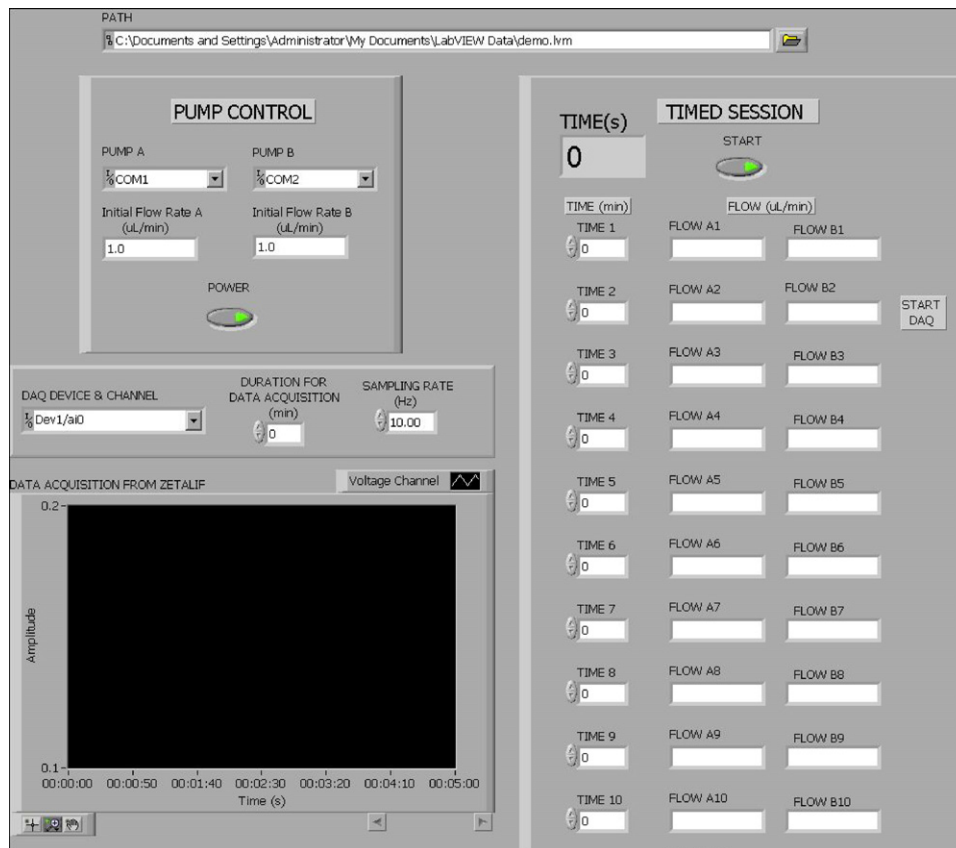 PATH
C:\Documents and Settings\Administrator\My Documents\LabVIEW Data\demo.lvm
PUMP CONTROL
PUMP A
PUMP B
COM1
COM2
Initial Flow Rate A
(uL/min)
Initial Flow Rate B
(uL/min)
1.0
1.0
POWER
DAQ DEVICE & CHANNEL
Dev1/ai0
DURATION FOR
DATA ACQUISITION
(min)
0
SAMPLING RATE
(Hz)
10.00
DATA ACQUISITION FROM ZETALIF
Voltage Channel
0.2
Amplitude
0.1
00:00:00 00:00:50 00:01:40 00:02:30 00:03:20 00:04:10 00:05:00
Time (s)
TIME(s)
0
TIMED SESSION
START
TIME (min)
FLOW (uL/min)
TIME 1 FLOW A1 FLOW B1
0
TIME 2 FLOW A2 FLOW B2
0
START
DAQ
TIME 3 FLOW A3 FLOW B3
0
TIME 4 FLOW A4 FLOW B4
0
TIME 5 FLOW A5 FLOW B5
0
TIME 6 FLOW A6 FLOW B6
0
TIME 7 FLOW A7 FLOW B7
0
TIME 8 FLOW A8 FLOW B8
0
TIME 9 FLOW A9 FLOW B9
0
TIME 10 FLOW A10 FLOW B10
0